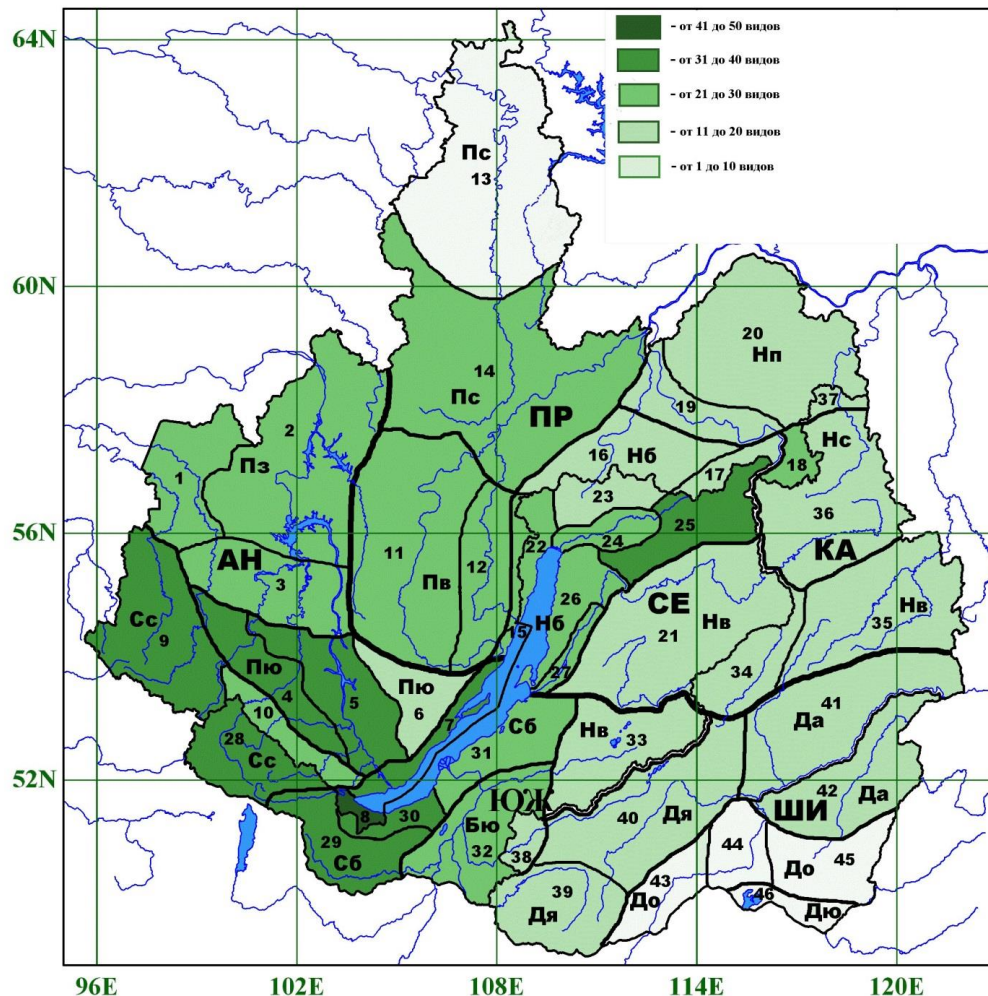 64N
60N
56N
52N
96E
102E
108E
114E
120E
- от 41 до 50 видов
- от 31 до 40 видов
- от 21 до 30 видов
- от 11 до 20 видов
- от 1 до 10 видов
Пс
13
20
Нп
14
Пс
ПР
19
37
Нс
2
Пз
1
16
Нб
17
18
23
25
36
КА
24
22
11
12
Пв
АН
3
26
СЕ
Нб
Нв
21
Нв
35
15
Сс
9
27
34
Пю
4
Пю
6
10
5
7
Сб
31
Нв
33
41
Да
28
Сс
ЮЖ
42
Да
ШИ
8
30
Бю
32
40
Дя
29
Сб
38
44
45
До
39
Дя
43
До
46
Дю